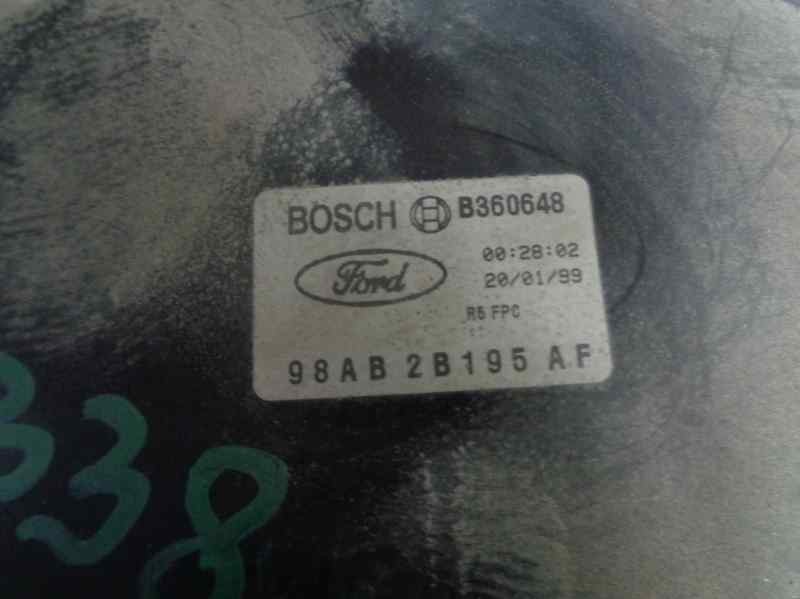 BOSCH B360648
00:28:02
Ford 20/01/99
R5 FPC
98AB 2B195 AF
338